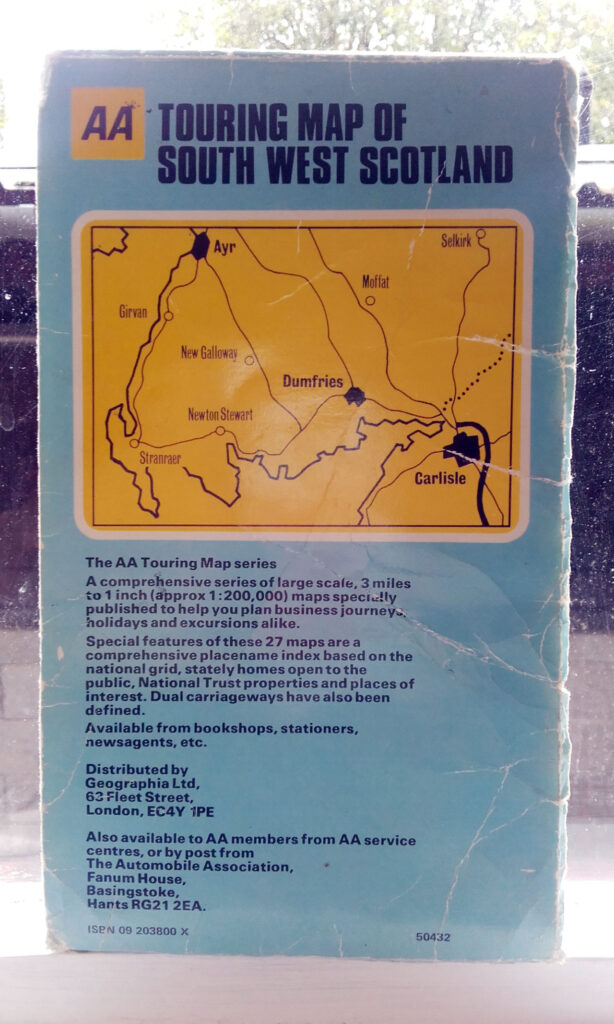 AA TOURING MAP OF
SOUTH WEST SCOTLAND
Ayr
Selkirk
Moffat
Girvan
New Galloway
Dumfries
Newton Stewart
Stranraer
Carlisle
The AA Touring Map series
A comprehensive series of large scale, 3 miles
to 1 inch (approx 1:200,000) maps specially
published to help you plan business journeys,
holidays and excursions alike.
Special features of these 27 maps are a
comprehensive placename index based on the
national grid, stately homes open to the
public, National Trust properties and places of
interest. Dual carriageways have also been
defined.
Available from bookshops, stationers,
newsagents, etc.
Distributed by
Geographia Ltd,
63 Fleet Street,
London, EC4Y 1PE
Also available to AA members from AA service
centres, or by post from
The Automobile Association,
Fanum House,
Basingstoke,
Hants RG21 2EA.
ISBN 09 203800 X
50432